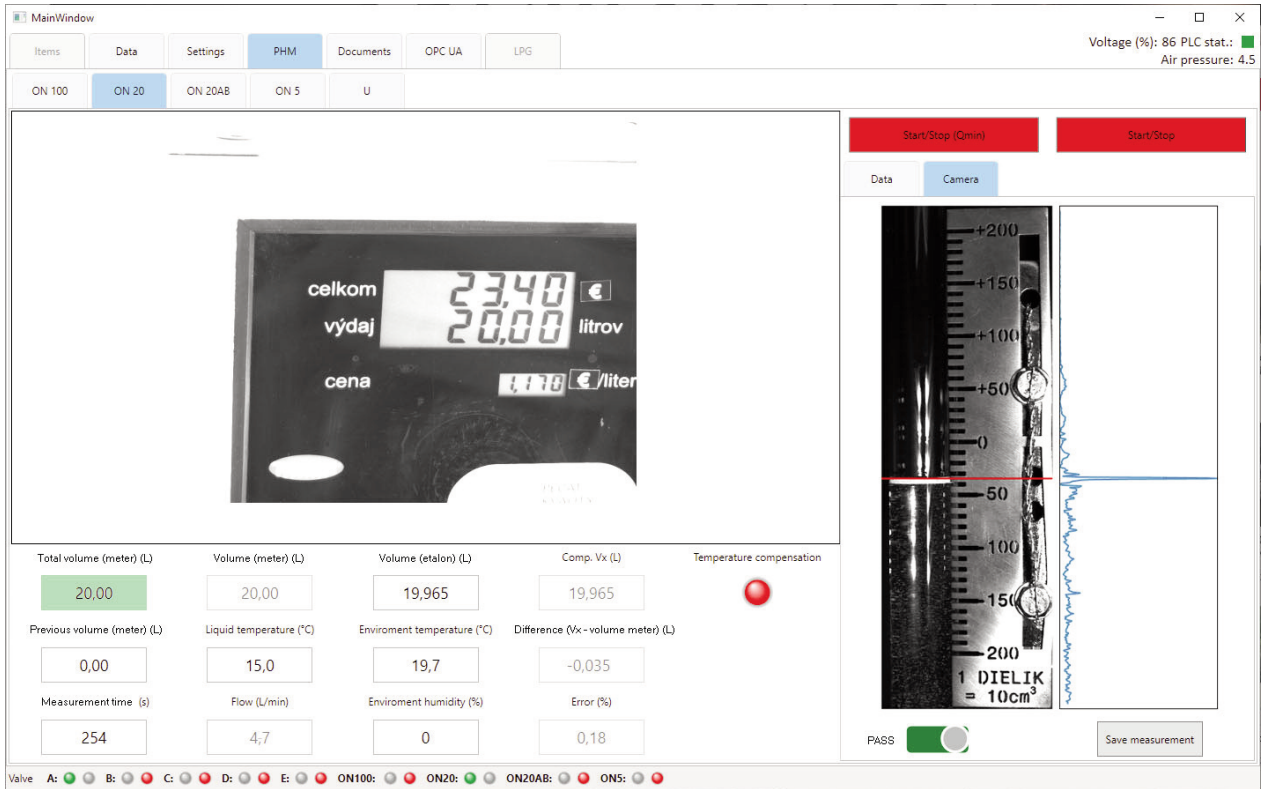 MainWindow
Items Data Settings PHM Documents OPC UA LPG
Voltage (%): 86 PLC stat.:
Air pressure: 4.5
ON 100 ON 20 ON 20AB ON 5 U
Start/Stop (Qmin) Start/Stop
Data Camera
celkom 23,40 €
výdaj 20,00 litrov
cena 1,170 €/liter
+200
+150
+100
+50
0
50
100
150
200
1 DIELIK
= 10cm³
Total volume (meter) (L) Volume (meter) (L) Volume (etalon) (L) Comp. Vx (L) Temperature compensation
20,00 20,00 19,965 19,965
Previous volume (meter) (L) Liquid temperature (°C) Enviroment temperature (°C) Difference (Vx - volume meter) (L)
0,00 15,0 19,7 -0,035
Measurement time (s) Flow (L/min) Enviroment humidity (%) Error (%)
254 4,7 0 0,18
PASS Save measurement
Valve A: B: C: D: E: ON100: ON20: ON20AB: ON5: